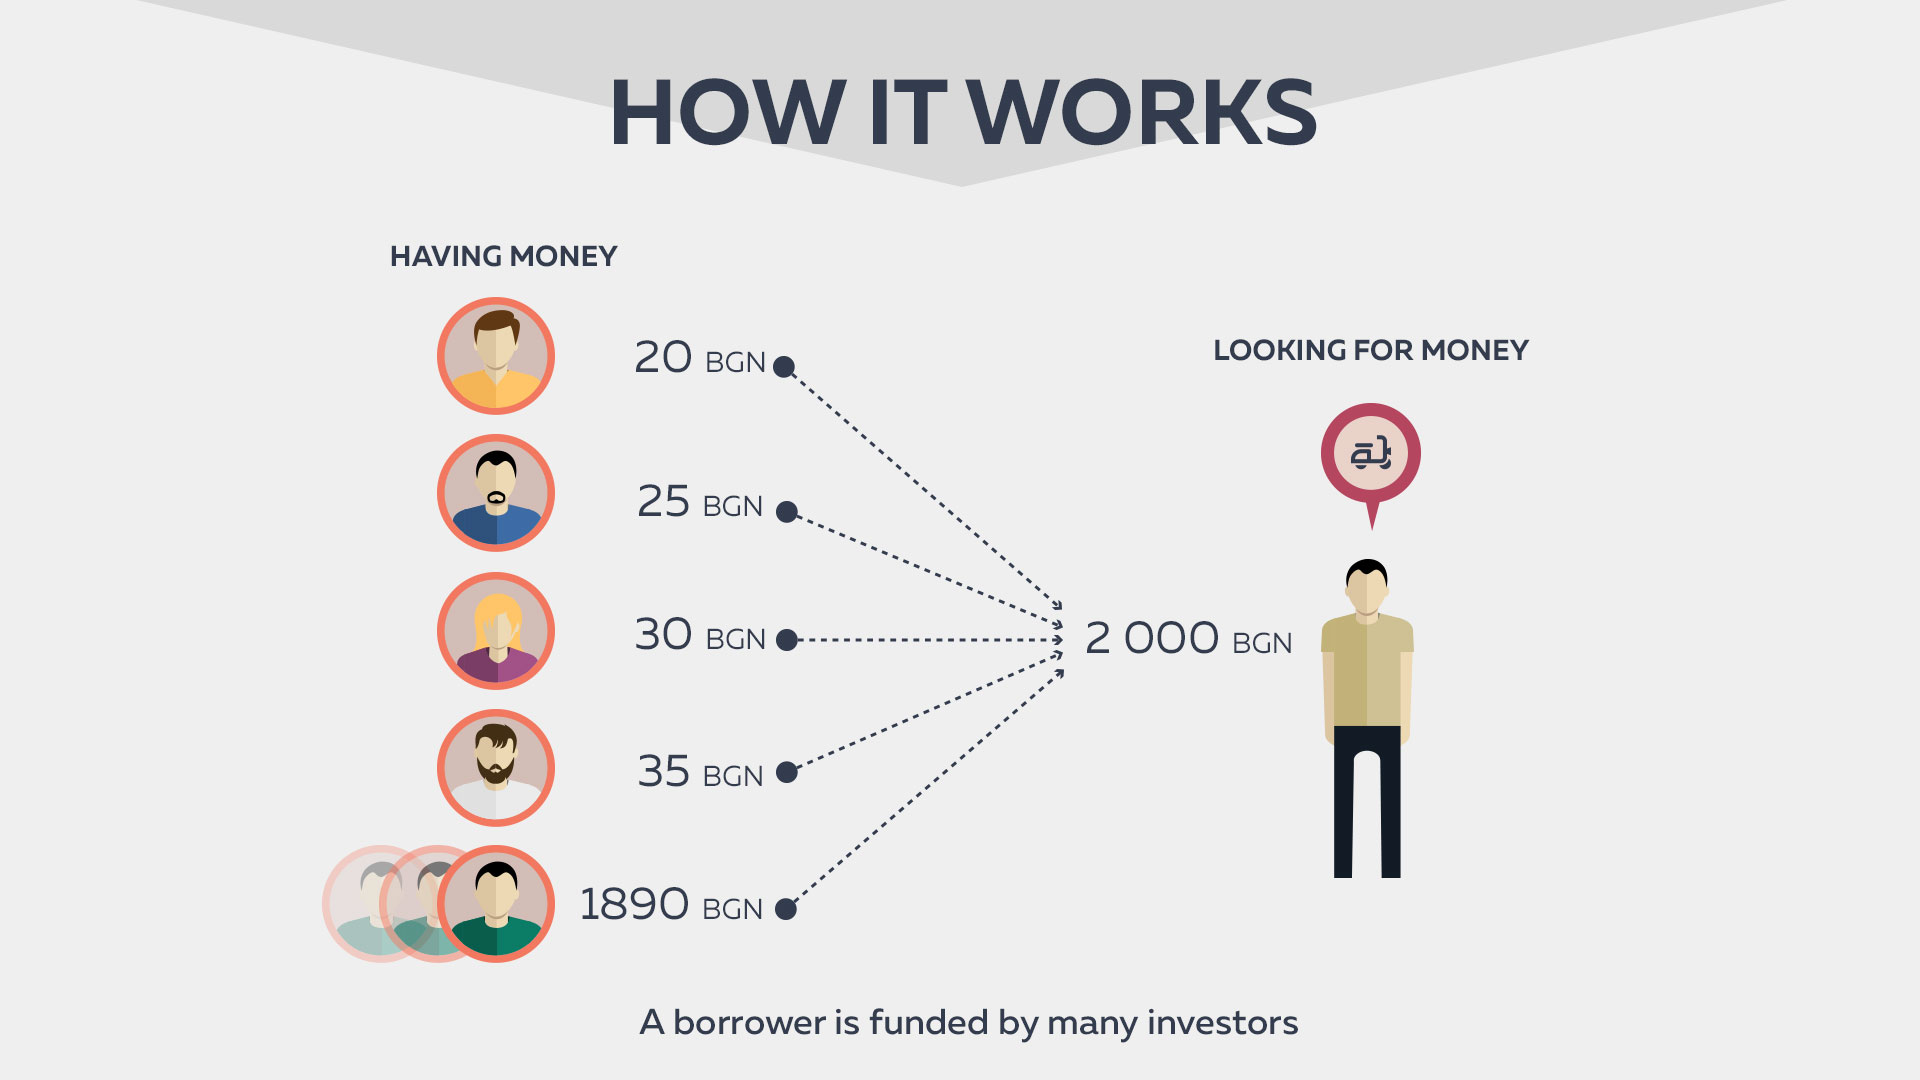 HOW IT WORKS
HAVING MONEY
20 BGN
25 BGN
30 BGN
35 BGN
1890 BGN
LOOKING FOR MONEY
2 000 BGN
A borrower is funded by many investors